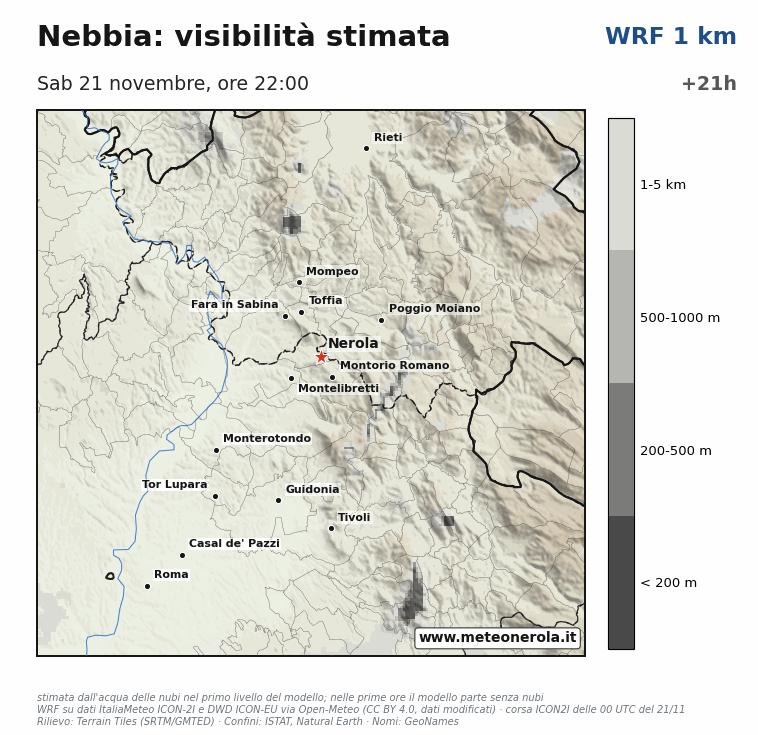 Nebbia: visibilità stimata
WRF 1 km
Sab 21 novembre, ore 22:00
+21h
Rieti
1-5 km
Mompeo
Toffia
Fara in Sabina
Poggio Moiano
500-1000 m
Nerola
Montorio Romano
Montelibretti
Monterotondo
200-500 m
Tor Lupara
Guidonia
Tivoli
Casal de' Pazzi
Roma
< 200 m
www.meteonerola.it
stimata dall'acqua delle nubi nel primo livello del modello; nelle prime ore il modello parte senza nubi
WRF su dati ItaliaMeteo ICON-2I e DWD ICON-EU via Open-Meteo (CC BY 4.0, dati modificati) · corsa ICON2I delle 00 UTC del 21/11
Rilievo: Terrain Tiles (SRTM/GMTED) · Confini: ISTAT, Natural Earth · Nomi: GeoNames